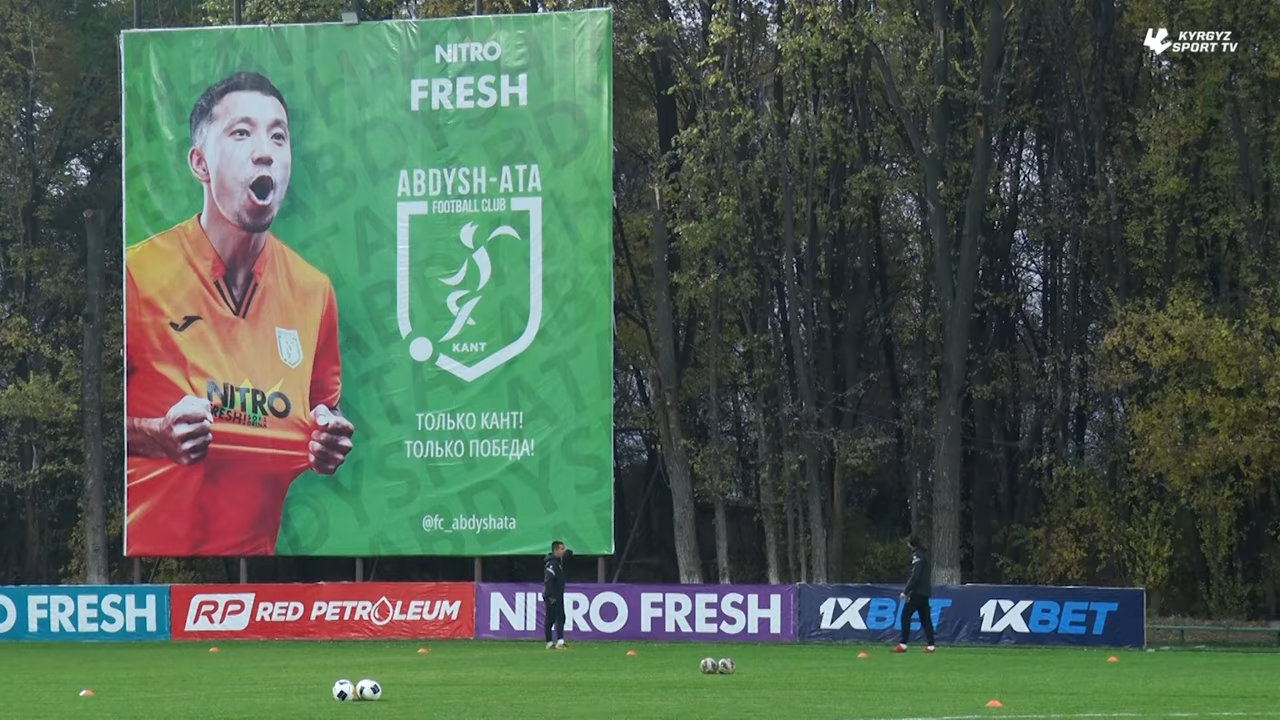 KYRGYZ
SPORT TV
NITRO
FRESH
ABDYSH-ATA
FOOTBALL CLUB
KANT
ТОЛЬКО КАНТ!
ТОЛЬКО ПОБЕДА!
@fc_abdyshata
NITRO
FRESH
O FRESH
RP RED PETROLEUM
NITRO FRESH
1XBET
1XBET